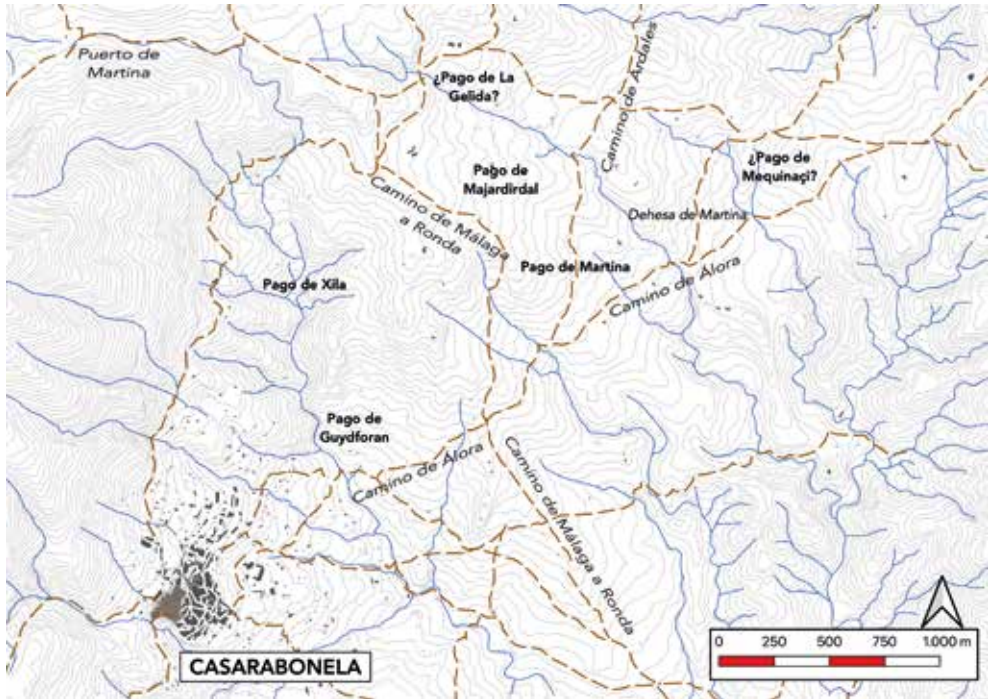 Puerto de
Martina
¿Pago de La
Gelida?
Camino de Ardales
Pago de
Majardirdal
¿Pago de
Mequinaçi?
Camino de Málaga
a Ronda
Dehesa de Martina
Pago de Martina
Camino de Álora
Pago de Xila
Pago de
Guydforan
Camino de Álora
Camino de Málaga a Ronda
CASARABONELA
0 250 500 750 1.000 m